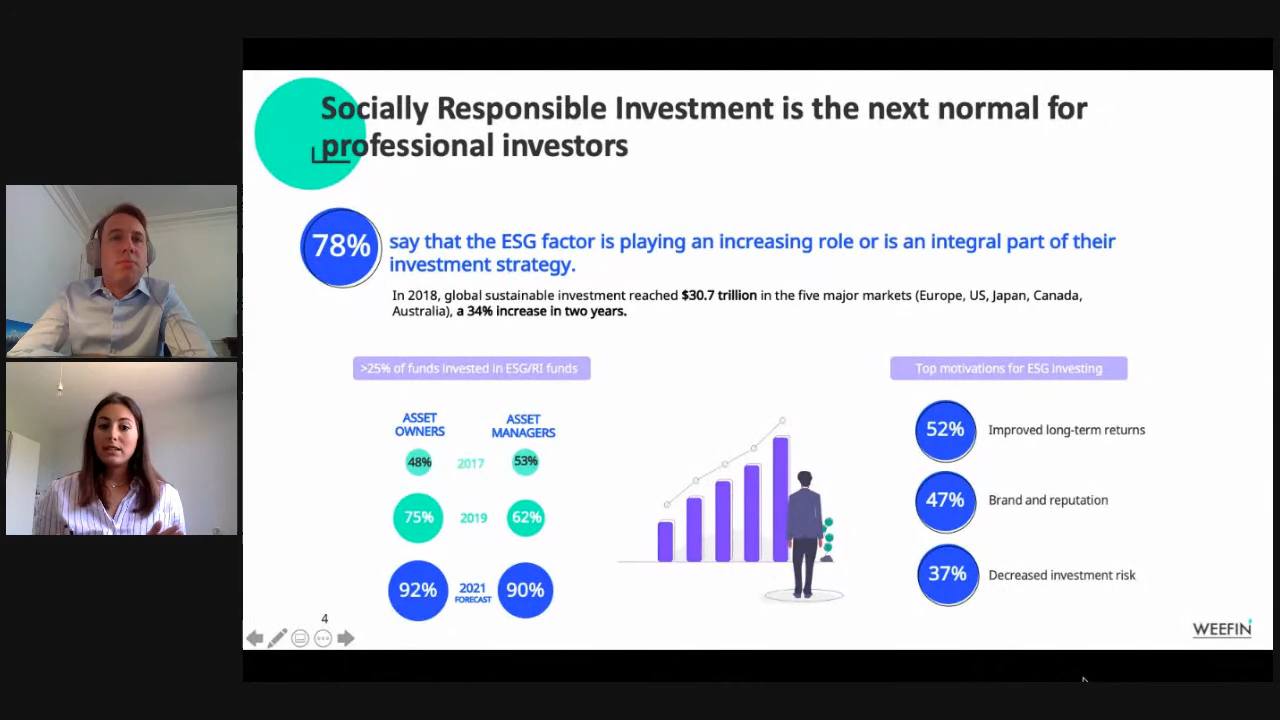 Socially Responsible Investment is the next normal for
professional investors
78%
say that the ESG factor is playing an increasing role or is an integral part of their
investment strategy.
In 2018, global sustainable investment reached $30.7 trillion in the five major markets (Europe, US, Japan, Canada,
Australia), a 34% increase in two years.
>25% of funds invested in ESG/RI funds
ASSET
OWNERS
ASSET
MANAGERS
48% 2017 53%
75% 2019 62%
92% 2021 90%
FORECAST
Top motivations for ESG investing
52% Improved long-term returns
47% Brand and reputation
37% Decreased investment risk
4
WEEFIN